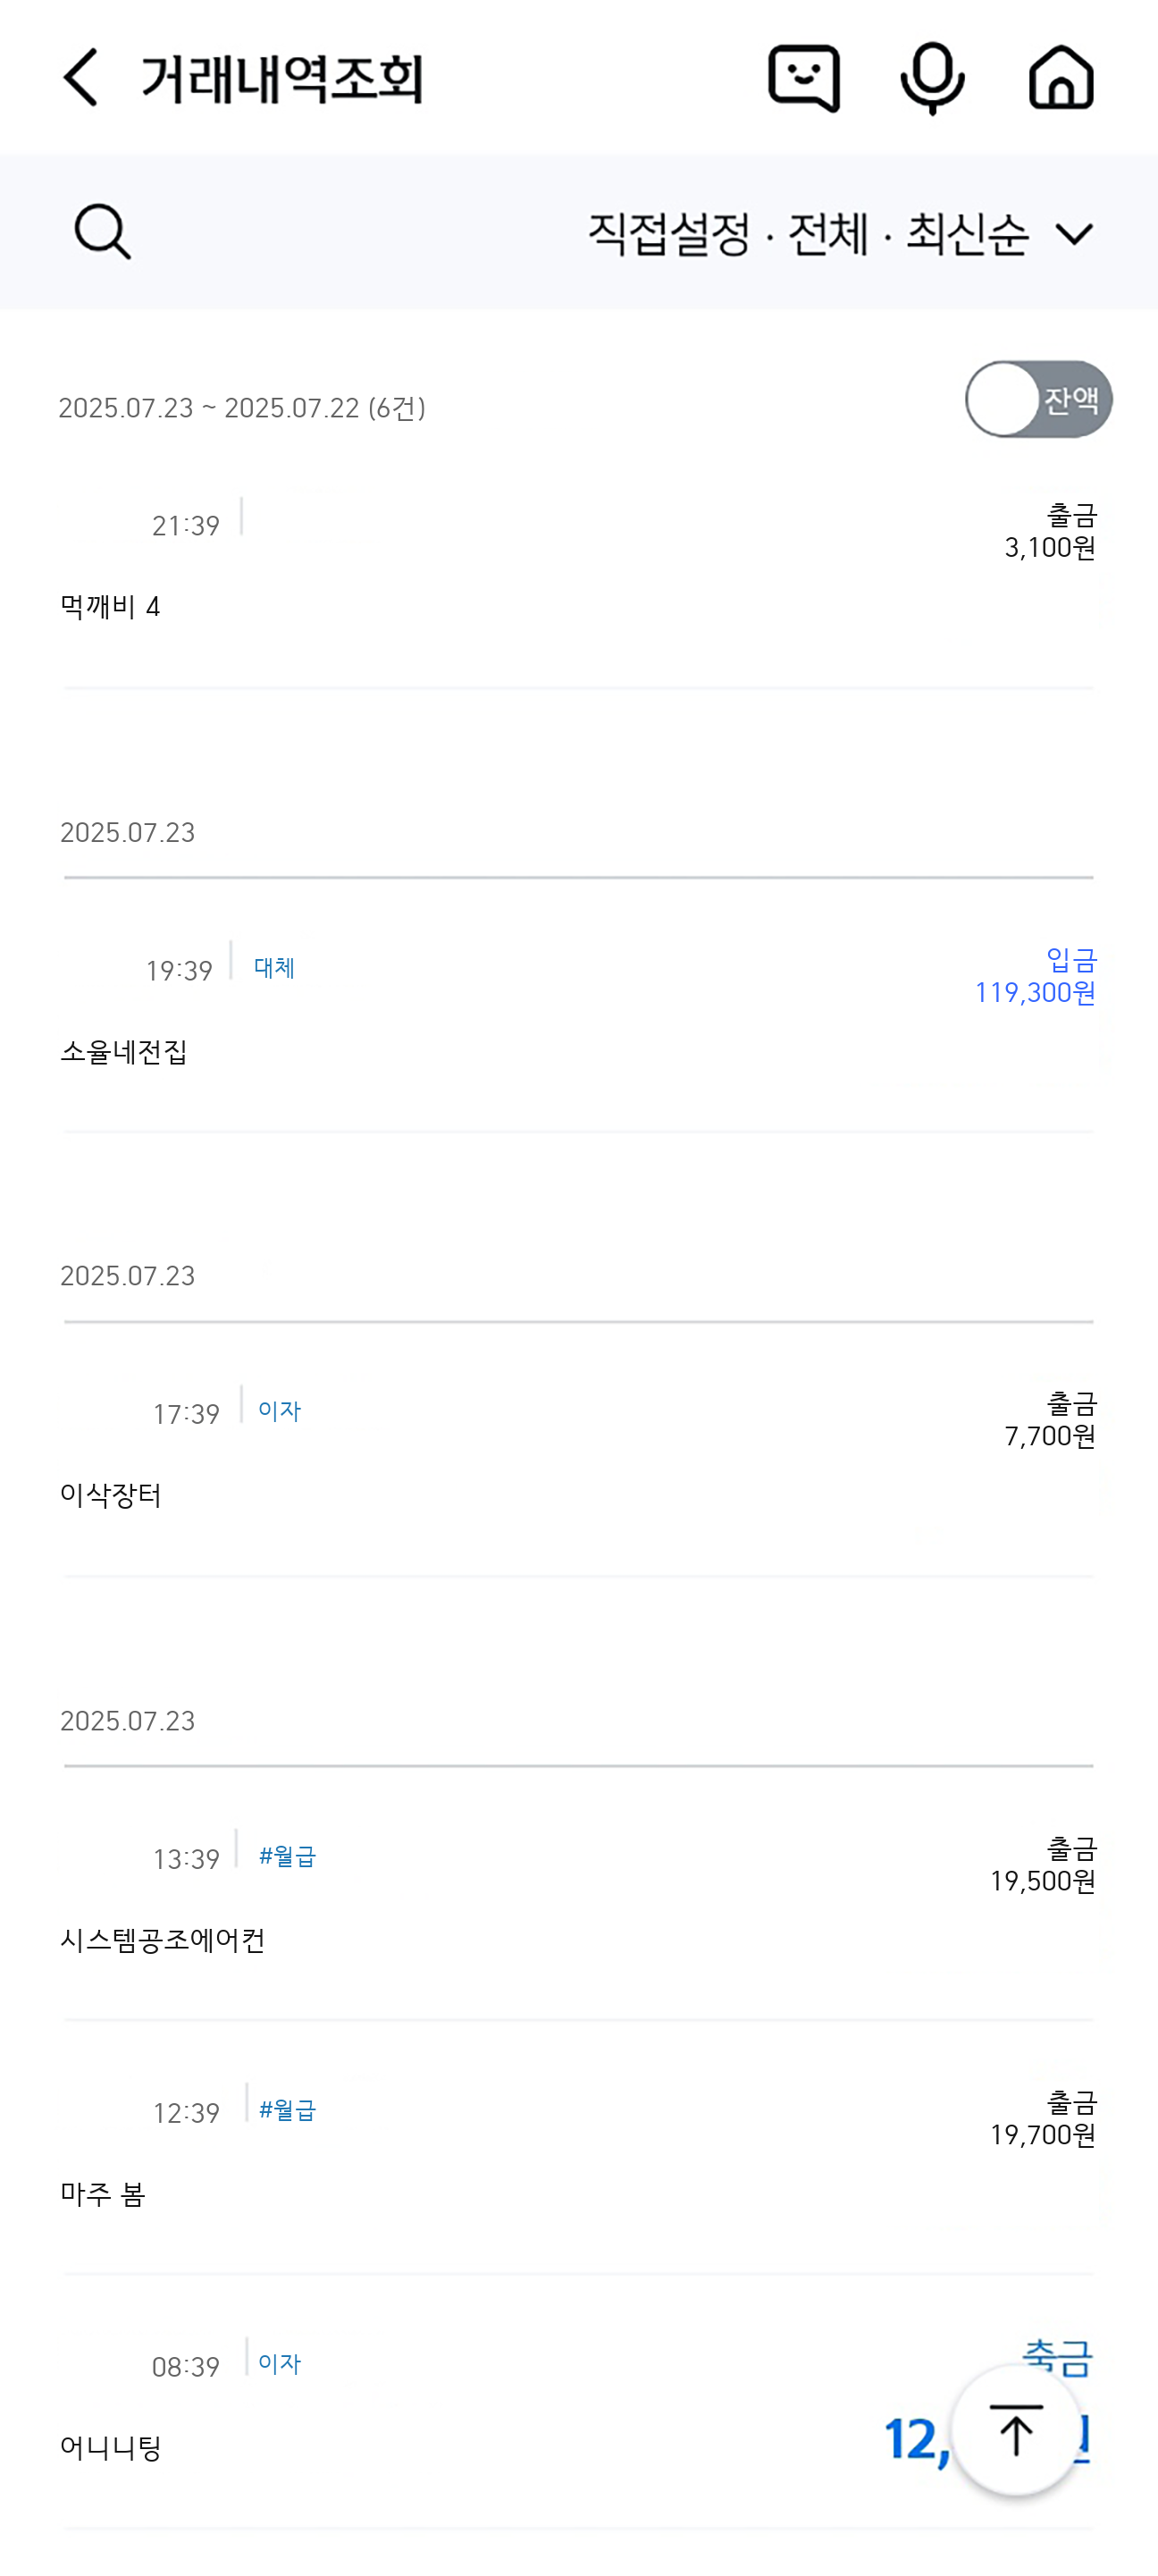 거래내역조회
직접설정 · 전체 · 최신순
2025.07.23 ~ 2025.07.22 (6건)
잔액
21:39
출금
3,100원
먹깨비 4
2025.07.23
19:39 대체
입금
119,300원
소율네전집
2025.07.23
17:39 이자
출금
7,700원
이삭장터
2025.07.23
13:39 #월급
출금
19,500원
시스템공조에어컨
12:39 #월급
출금
19,700원
마주 봄
08:39 이자
출금
12,
어니니팅